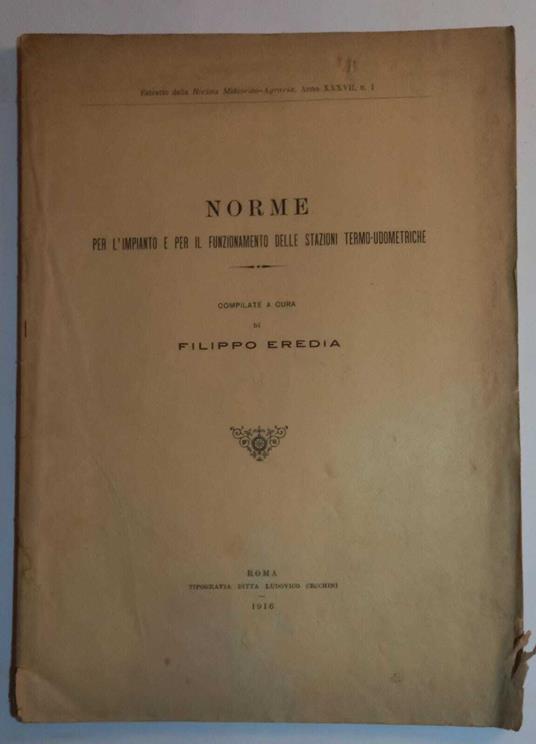 Estratto dalla Rivista Meteorico-Agraria, Anno XXXVII, n. 1
NORME
PER L'IMPIANTO E PER IL FUNZIONAMENTO DELLE STAZIONI TERMO-UDOMETRICHE
COMPILATE A CURA
DI
FILIPPO EREDIA
ROMA
TIPOGRAFIA DITTA LUDOVICO CECCHINI
—
1916